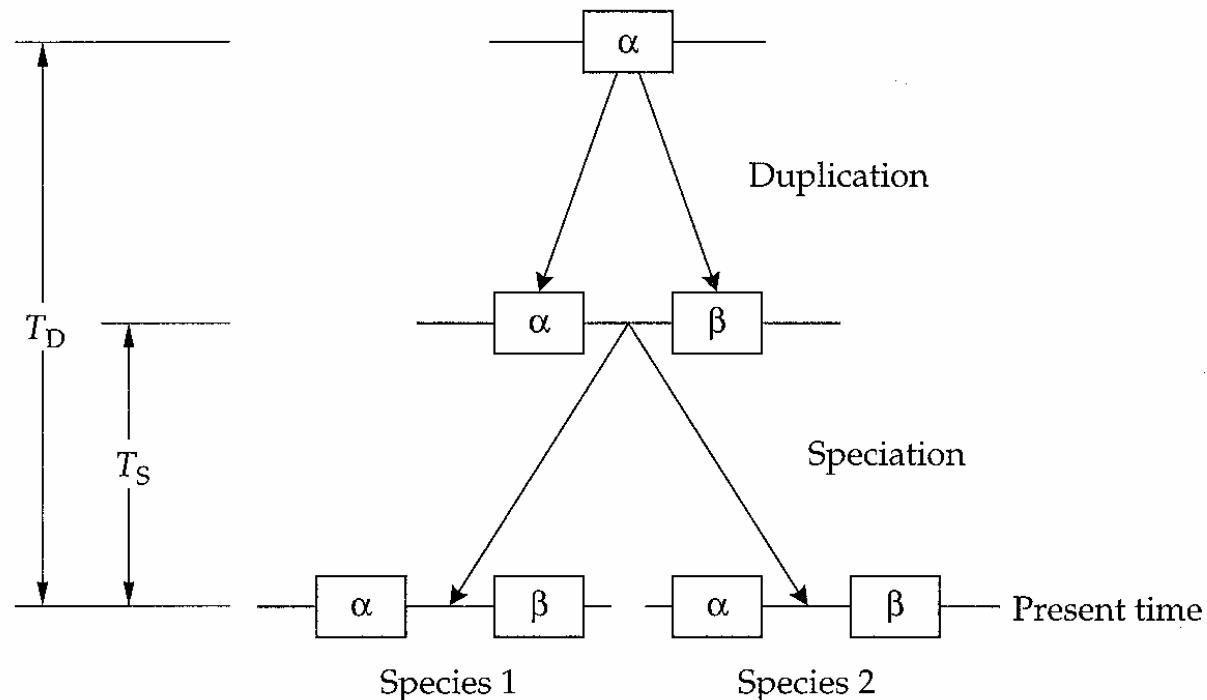 α
Duplication
α β
T_D
T_S
Speciation
α β α β Present time
Species 1 Species 2